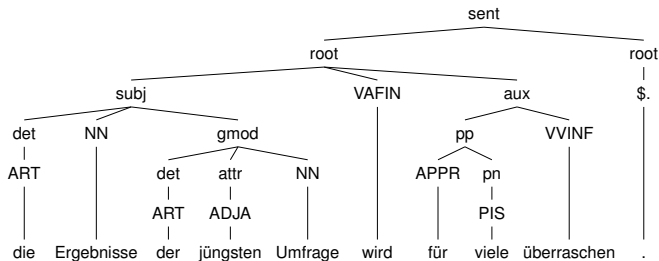 sent
root root
subj VAFIN aux $.
det NN gmod pp VVINF
ART det attr NN APPR pn
ART ADJA PIS
die Ergebnisse der jüngsten Umfrage wird für viele überraschen .